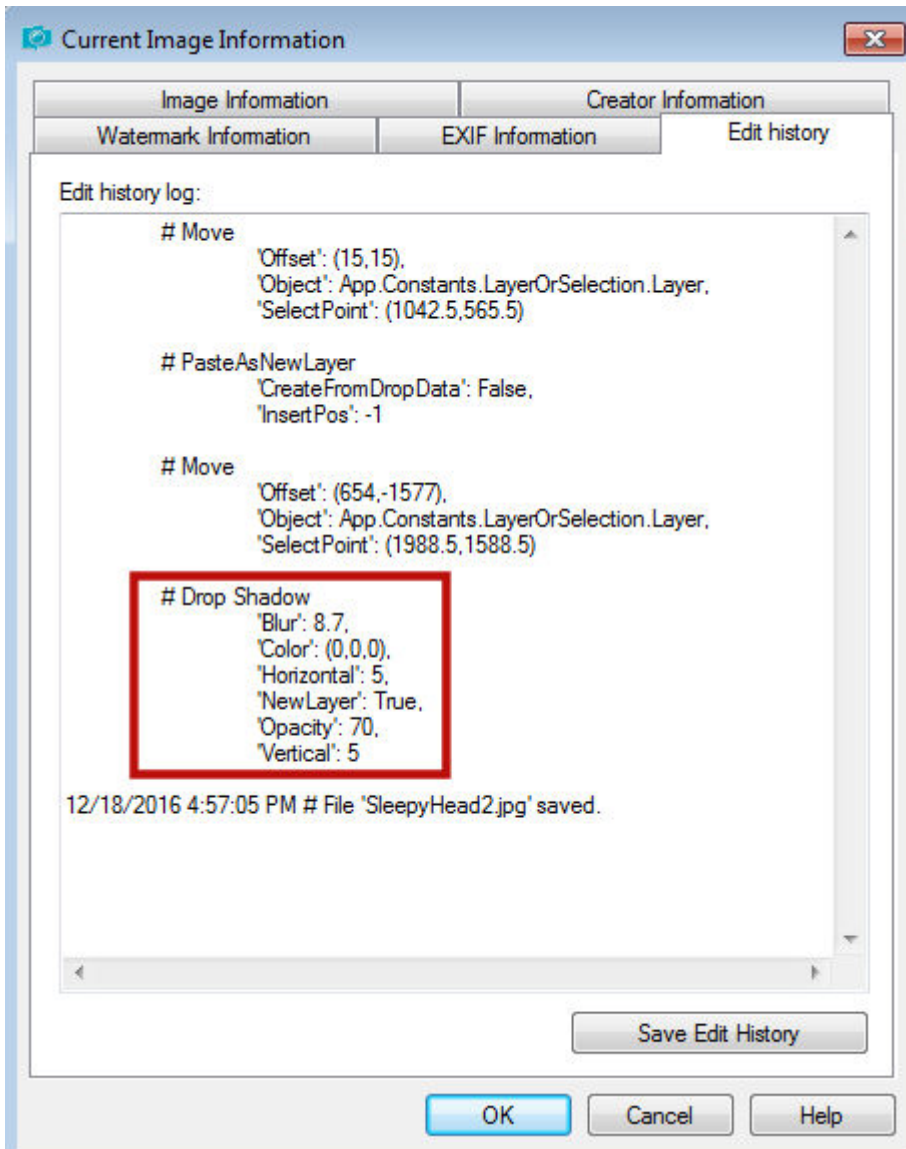 Current Image Information
Image Information
Creator Information
Watermark Information
EXIF Information
Edit history
Edit history log:
# Move
'Offset': (15,15),
'Object': App.Constants.LayerOrSelection.Layer,
'SelectPoint': (1042.5,565.5)
# PasteAsNewLayer
'CreateFromDropData': False,
'InsertPos': -1
# Move
'Offset': (654,-1577),
'Object': App.Constants.LayerOrSelection.Layer,
'SelectPoint': (1988.5,1588.5)
# Drop Shadow
'Blur': 8.7,
'Color': (0,0,0),
'Horizontal': 5,
'NewLayer': True,
'Opacity': 70,
'Vertical': 5
12/18/2016 4:57:05 PM # File 'SleepyHead2.jpg' saved.
Save Edit History
OK
Cancel
Help